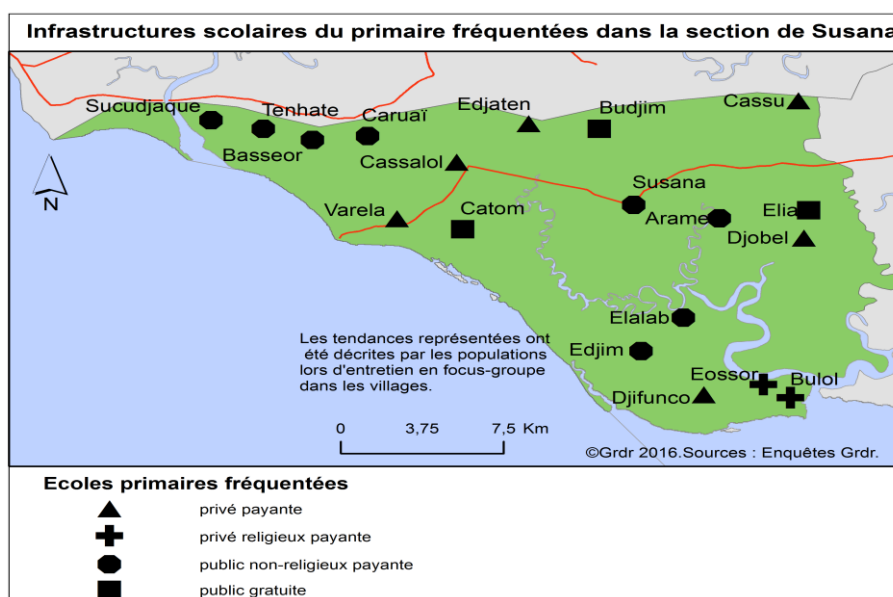 Infrastructures scolaires du primaire fréquentées dans la section de Susana
Sucudjaque
Tenhate
Caruaï
Edjaten
Budjim
Cassu
Basseor
Cassalol
Susana
Varela
Catom
Arame
Elia
Djobel
N
Elalab
Les tendances représentées ont
été décrites par les populations
lors d'entretien en focus-groupe
dans les villages.
Edjim
Eossor
Bulol
Djifunco
0 3,75 7,5 Km
©Grdr 2016.Sources : Enquêtes Grdr.
Ecoles primaires fréquentées
privé payante
privé religieux payante
public non-religieux payante
public gratuite